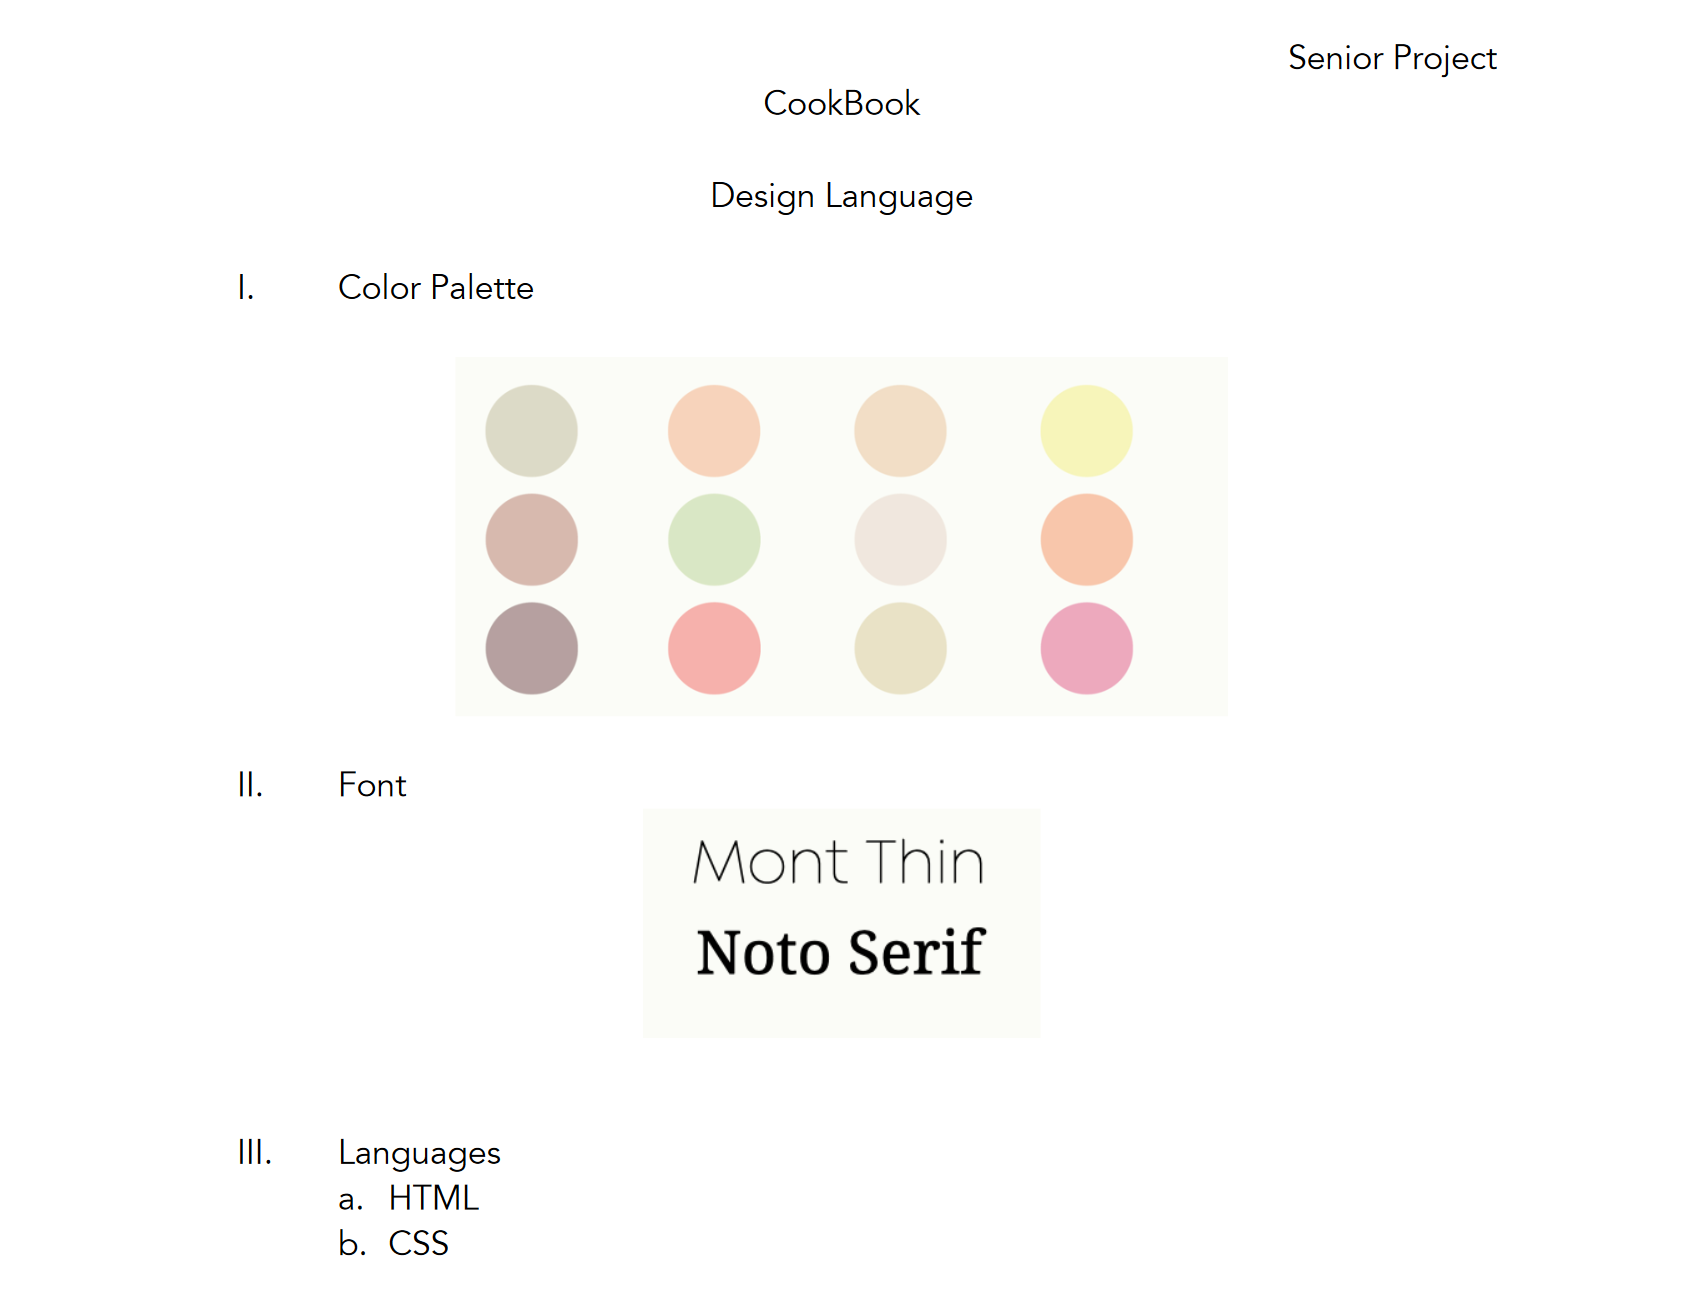 Senior Project
CookBook
Design Language
I. Color Palette
II. Font
Mont Thin
Noto Serif
III. Languages
a. HTML
b. CSS